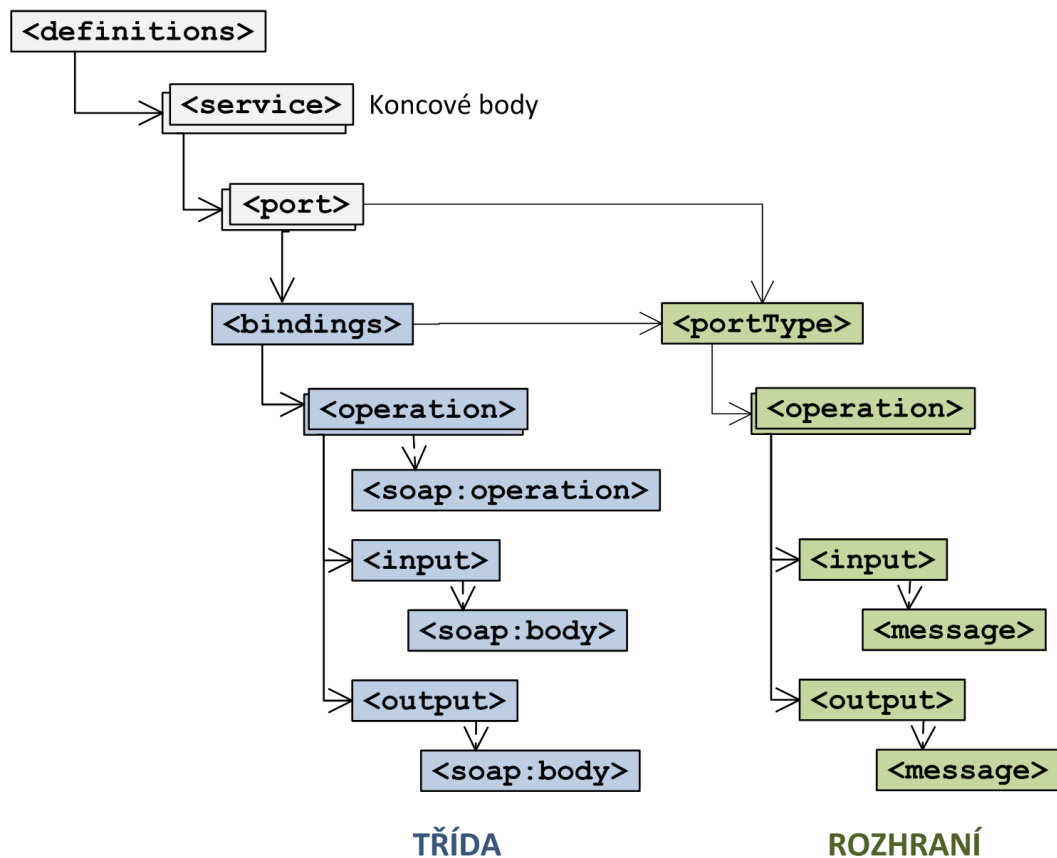 <definitions>
<service> Koncové body
<port>
<bindings> <portType>
<operation> <operation>
<soap:operation>
<input> <input>
<soap:body> <message>
<output> <output>
<soap:body> <message>
TŘÍDA ROZHRANÍ